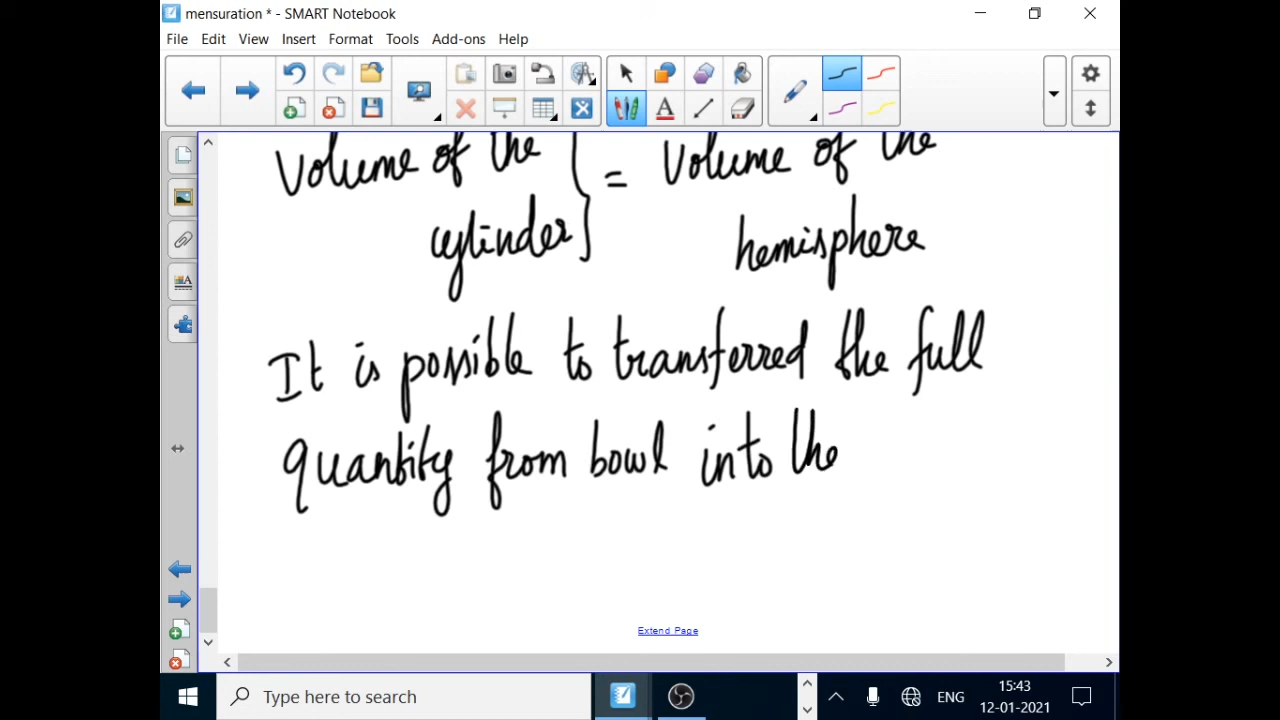 mensuration * - SMART Notebook
File Edit View Insert Format Tools Add-ons Help
Volume of the } = Volume of the
cylinder hemisphere
It is possible to transferred the full
quantity from bowl into the
Extend Page
Type here to search
ENG
15:43
12-01-2021